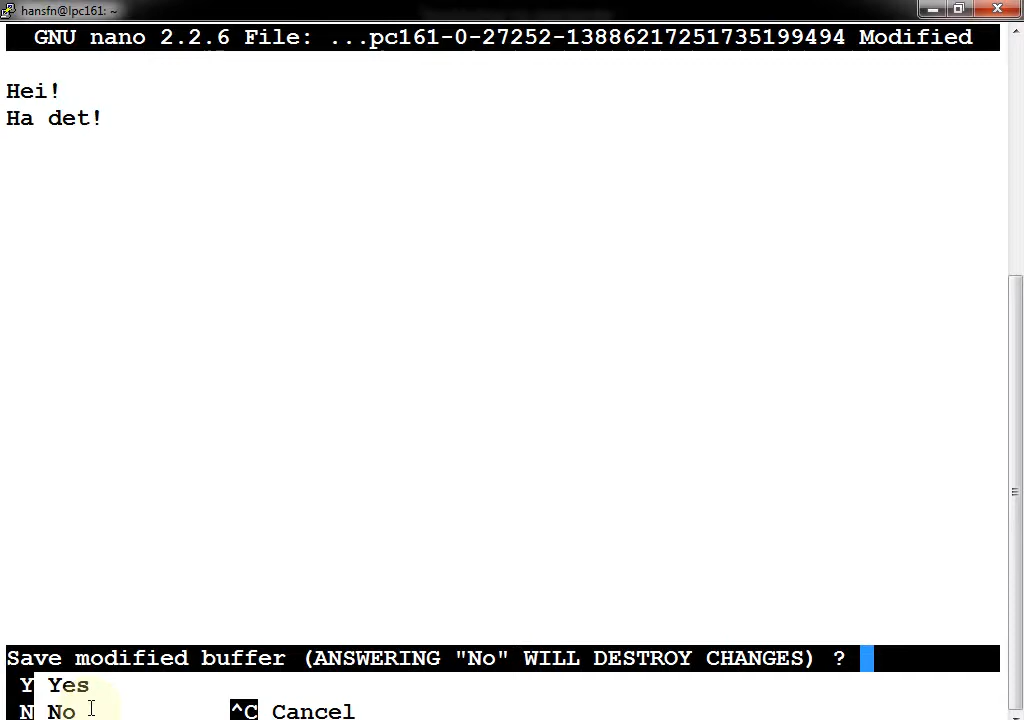 hansfn@lpc161: ~
GNU nano 2.2.6 File: ...pc161-0-27252-13886217251735199494 Modified
Hei!
Ha det!
Save modified buffer (ANSWERING "No" WILL DESTROY CHANGES) ?
Y Yes
N No ^C Cancel